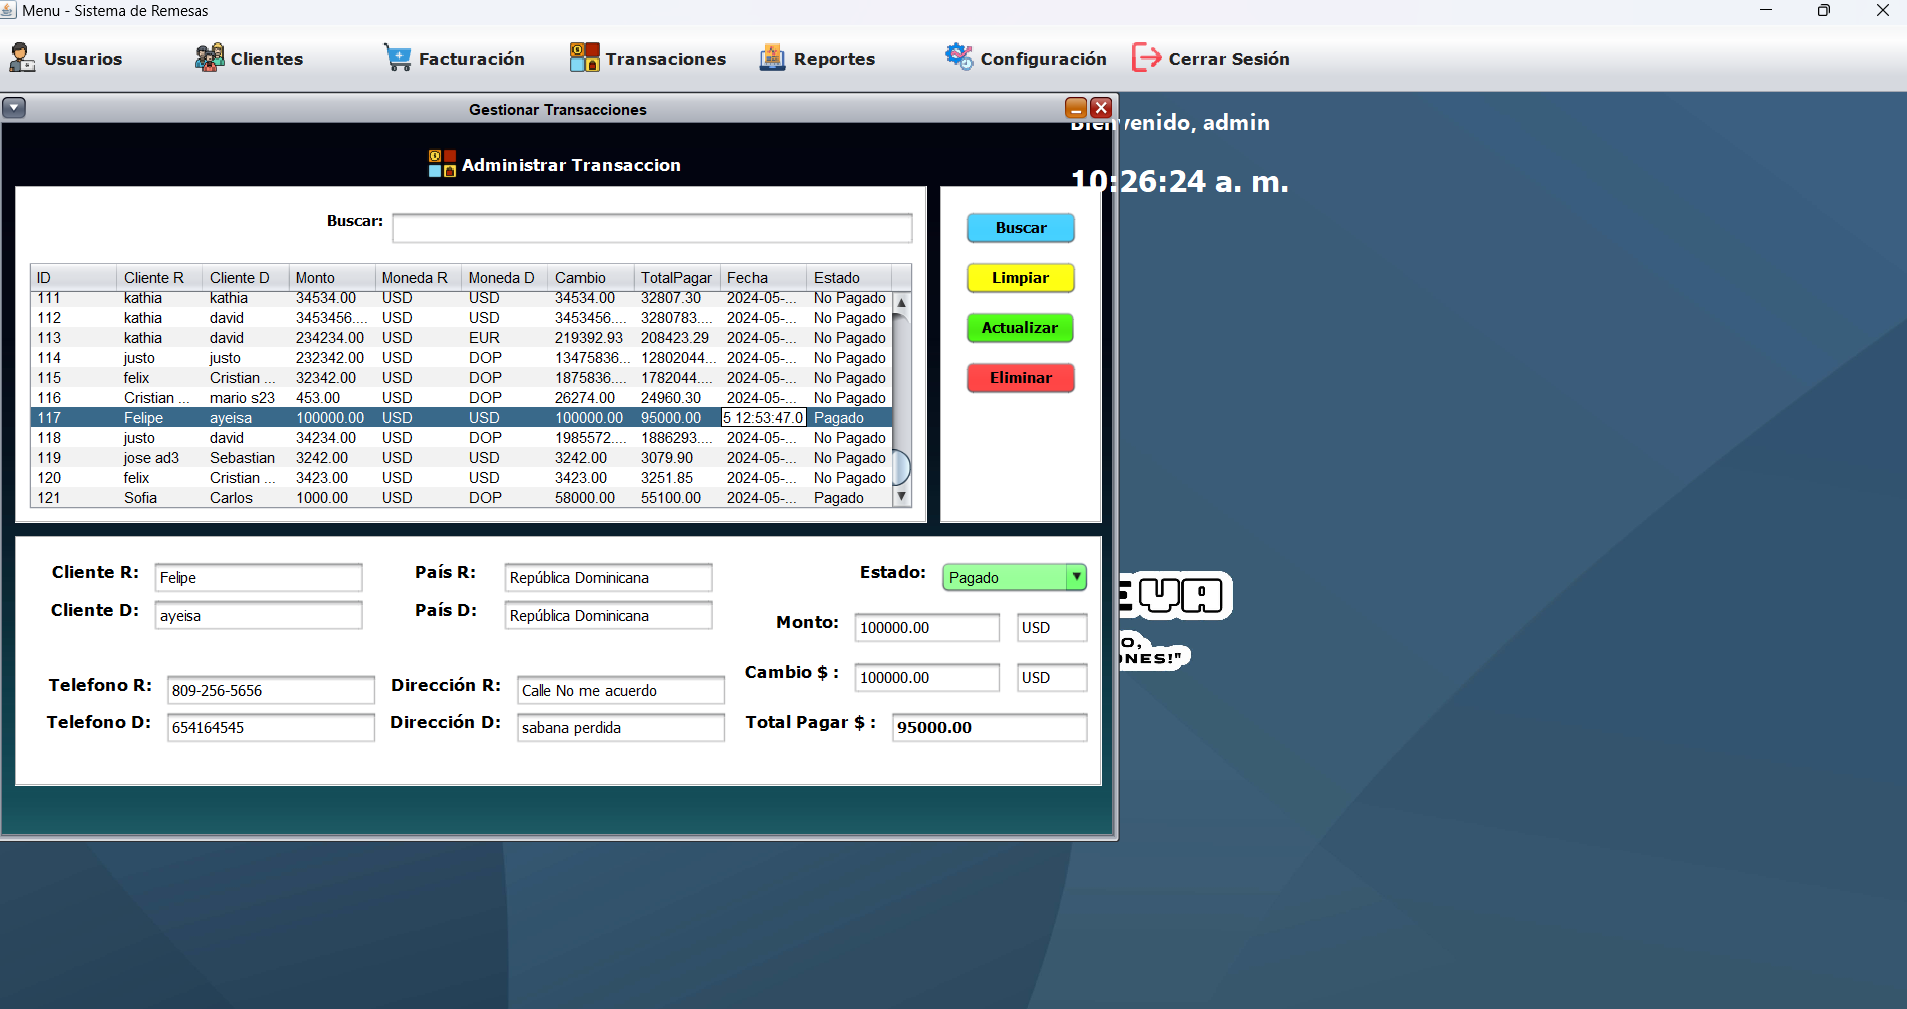 Menu - Sistema de Remesas
Usuarios Clientes Facturación Transaciones Reportes Configuración Cerrar Sesión
Gestionar Transacciones
Bienvenido, admin
Administrar Transaccion
10:26:24 a. m.
Buscar:
Buscar
Limpiar
Actualizar
Eliminar
ID Cliente R Cliente D Monto Moneda R Moneda D Cambio TotalPagar Fecha Estado
111 kathia kathia 34534.00 USD USD 34534.00 32807.30 2024-05-... No Pagado
112 kathia david 3453456.... USD USD 3453456.... 3280783.... 2024-05-... No Pagado
113 kathia david 234234.00 USD EUR 219392.93 208423.29 2024-05-... No Pagado
114 justo justo 232342.00 USD DOP 13475836... 12802044... 2024-05-... No Pagado
115 felix Cristian ... 32342.00 USD DOP 1875836.... 1782044.... 2024-05-... No Pagado
116 Cristian ... mario s23 453.00 USD DOP 26274.00 24960.30 2024-05-... No Pagado
117 Felipe ayeisa 100000.00 USD USD 100000.00 95000.00 5 12:53:47.0 Pagado
118 justo david 34234.00 USD DOP 1985572.... 1886293.... 2024-05-... No Pagado
119 jose ad3 Sebastian 3242.00 USD USD 3242.00 3079.90 2024-05-... No Pagado
120 felix Cristian ... 3423.00 USD USD 3423.00 3251.85 2024-05-... No Pagado
121 Sofia Carlos 1000.00 USD DOP 58000.00 55100.00 2024-05-... Pagado
Cliente R: Felipe País R: República Dominicana Estado: Pagado
Cliente D: ayeisa País D: República Dominicana
Monto: 100000.00 USD
Cambio $ : 100000.00 USD
Telefono R: 809-256-5656 Dirección R: Calle No me acuerdo
Telefono D: 654164545 Dirección D: sabana perdida Total Pagar $ : 95000.00
EVA
O,
ONES!"